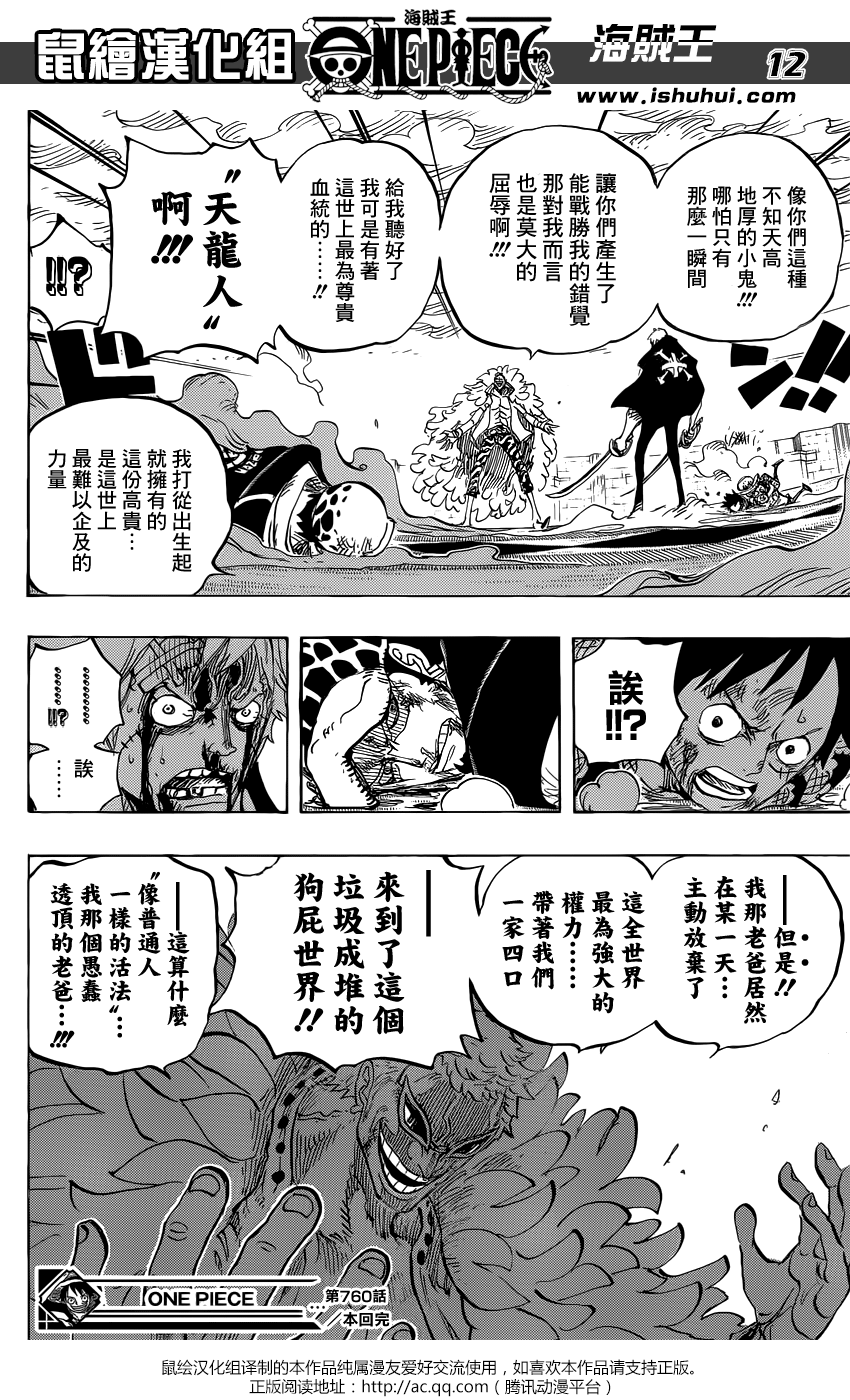 鼠繪漢化組
海賊王
ONE PIECE
海賊王
12
www.ishuhui.com
像你們這種
不知天高
地厚的小鬼!!!
哪怕只有
那麼一瞬間
讓你們產生了
能戰勝我的錯覺
那對我而言
也是莫大的
屈辱啊!!!
給我聽好了
我可是有著
這世上最為尊貴
血統的……!!
"天龍人"
啊!!!
!!?
ド
ン!!
我打從出生起
就擁有的
這份高貴…
是這世上
最難以企及的
力量
誒
!!?
………
………!!?
誒
……
——但是!!
我那老爸居然
在某一天…
主動放棄了
這全世界
最為強大的
權力……
帶著我們
一家四口
——
來到了這個
垃圾成堆的
狗屁世界!!
——這算什麼
"像普通人
一樣的活法"…
我那個愚蠢
透頂的老爸…!!!
ONE PIECE
第760話
…／本回完
鼠绘汉化组译制的本作品纯属漫友爱好交流使用，如喜欢本作品请支持正版。
正版阅读地址：http://ac.qq.com（腾讯动漫平台）